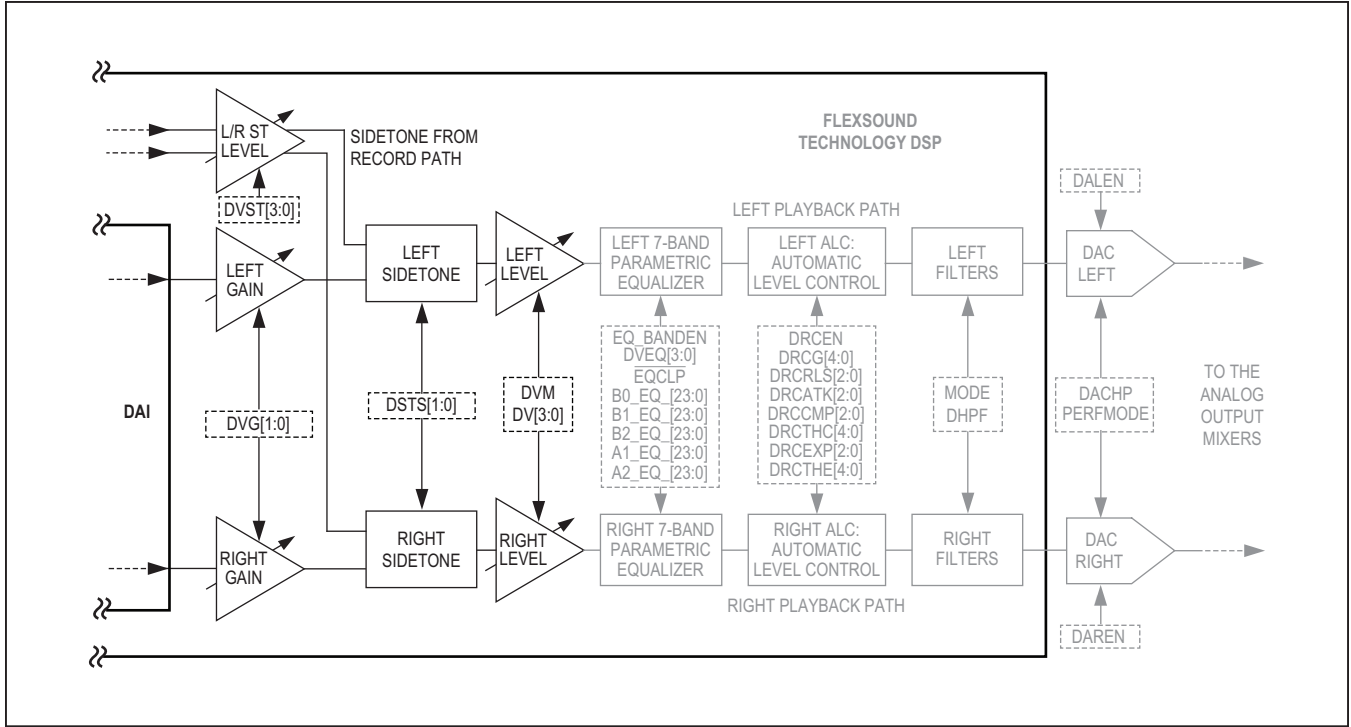 L/R ST
LEVEL
SIDETONE FROM
RECORD PATH
DVST[3:0]
FLEXSOUND
TECHNOLOGY DSP
DALEN
LEFT PLAYBACK PATH
DAI
LEFT
GAIN
LEFT
SIDETONE
LEFT
LEVEL
LEFT 7-BAND
PARAMETRIC
EQUALIZER
LEFT ALC:
AUTOMATIC
LEVEL CONTROL
LEFT
FILTERS
DAC
LEFT
DVG[1:0]
DSTS[1:0]
DVM
DV[3:0]
EQ_BANDEN
DVEQ[3:0]
EQCLP
B0_EQ_[23:0]
B1_EQ_[23:0]
B2_EQ_[23:0]
A1_EQ_[23:0]
A2_EQ_[23:0]
DRCEN
DRCG[4:0]
DRCRLS[2:0]
DRCATK[2:0]
DRCCMP[2:0]
DRCTHC[4:0]
DRCEXP[2:0]
DRCTHE[4:0]
MODE
DHPF
DACHP
PERFMODE
TO THE
ANALOG
OUTPUT
MIXERS
RIGHT
GAIN
RIGHT
SIDETONE
RIGHT
LEVEL
RIGHT 7-BAND
PARAMETRIC
EQUALIZER
RIGHT ALC:
AUTOMATIC
LEVEL CONTROL
RIGHT
FILTERS
DAC
RIGHT
RIGHT PLAYBACK PATH
DAREN